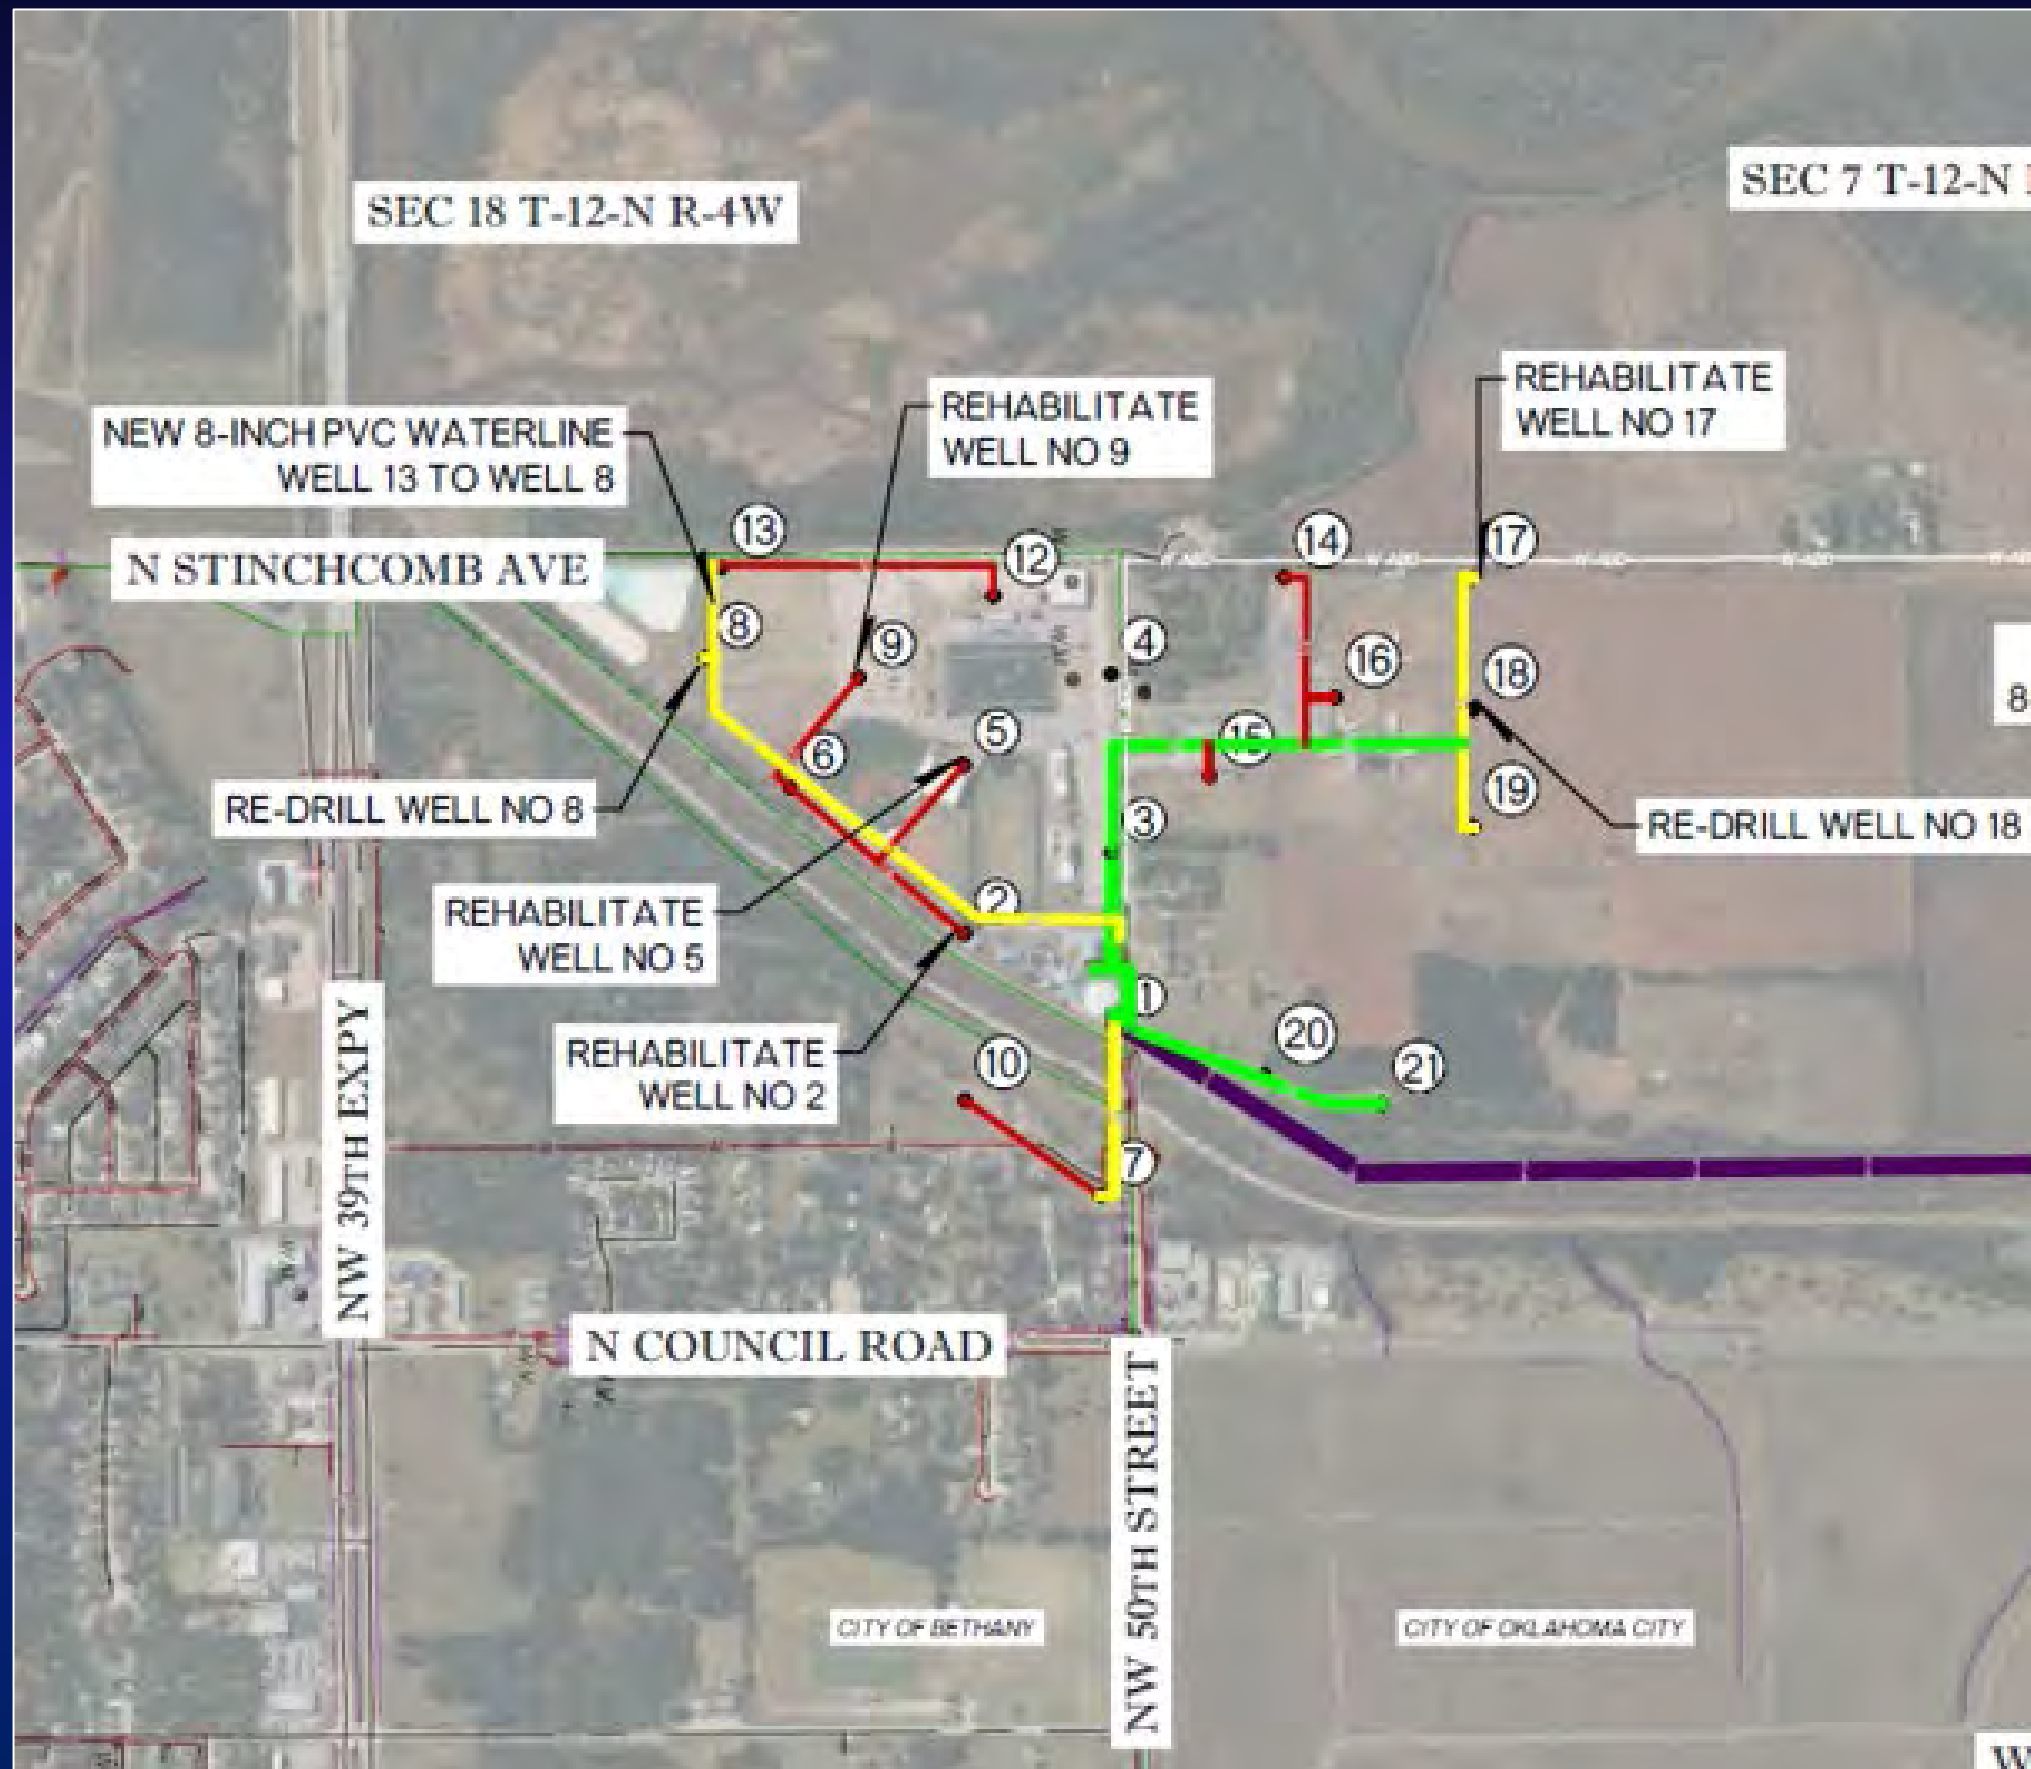 SEC 18 T-12-N R-4W
SEC 7 T-12-N
REHABILITATE
WELL NO 17
REHABILITATE
WELL NO 9
NEW 8-INCH PVC WATERLINE
WELL 13 TO WELL 8
N STINCHCOMB AVE
13
12
14
17
8
9
4
16
18
5
6
15
19
3
8
RE-DRILL WELL NO 8
RE-DRILL WELL NO 18
REHABILITATE
WELL NO 5
2
1
REHABILITATE
WELL NO 2
10
20
21
7
NW 39TH EXPY
N COUNCIL ROAD
NW 50TH STREET
CITY OF BETHANY
CITY OF OKLAHOMA CITY
W